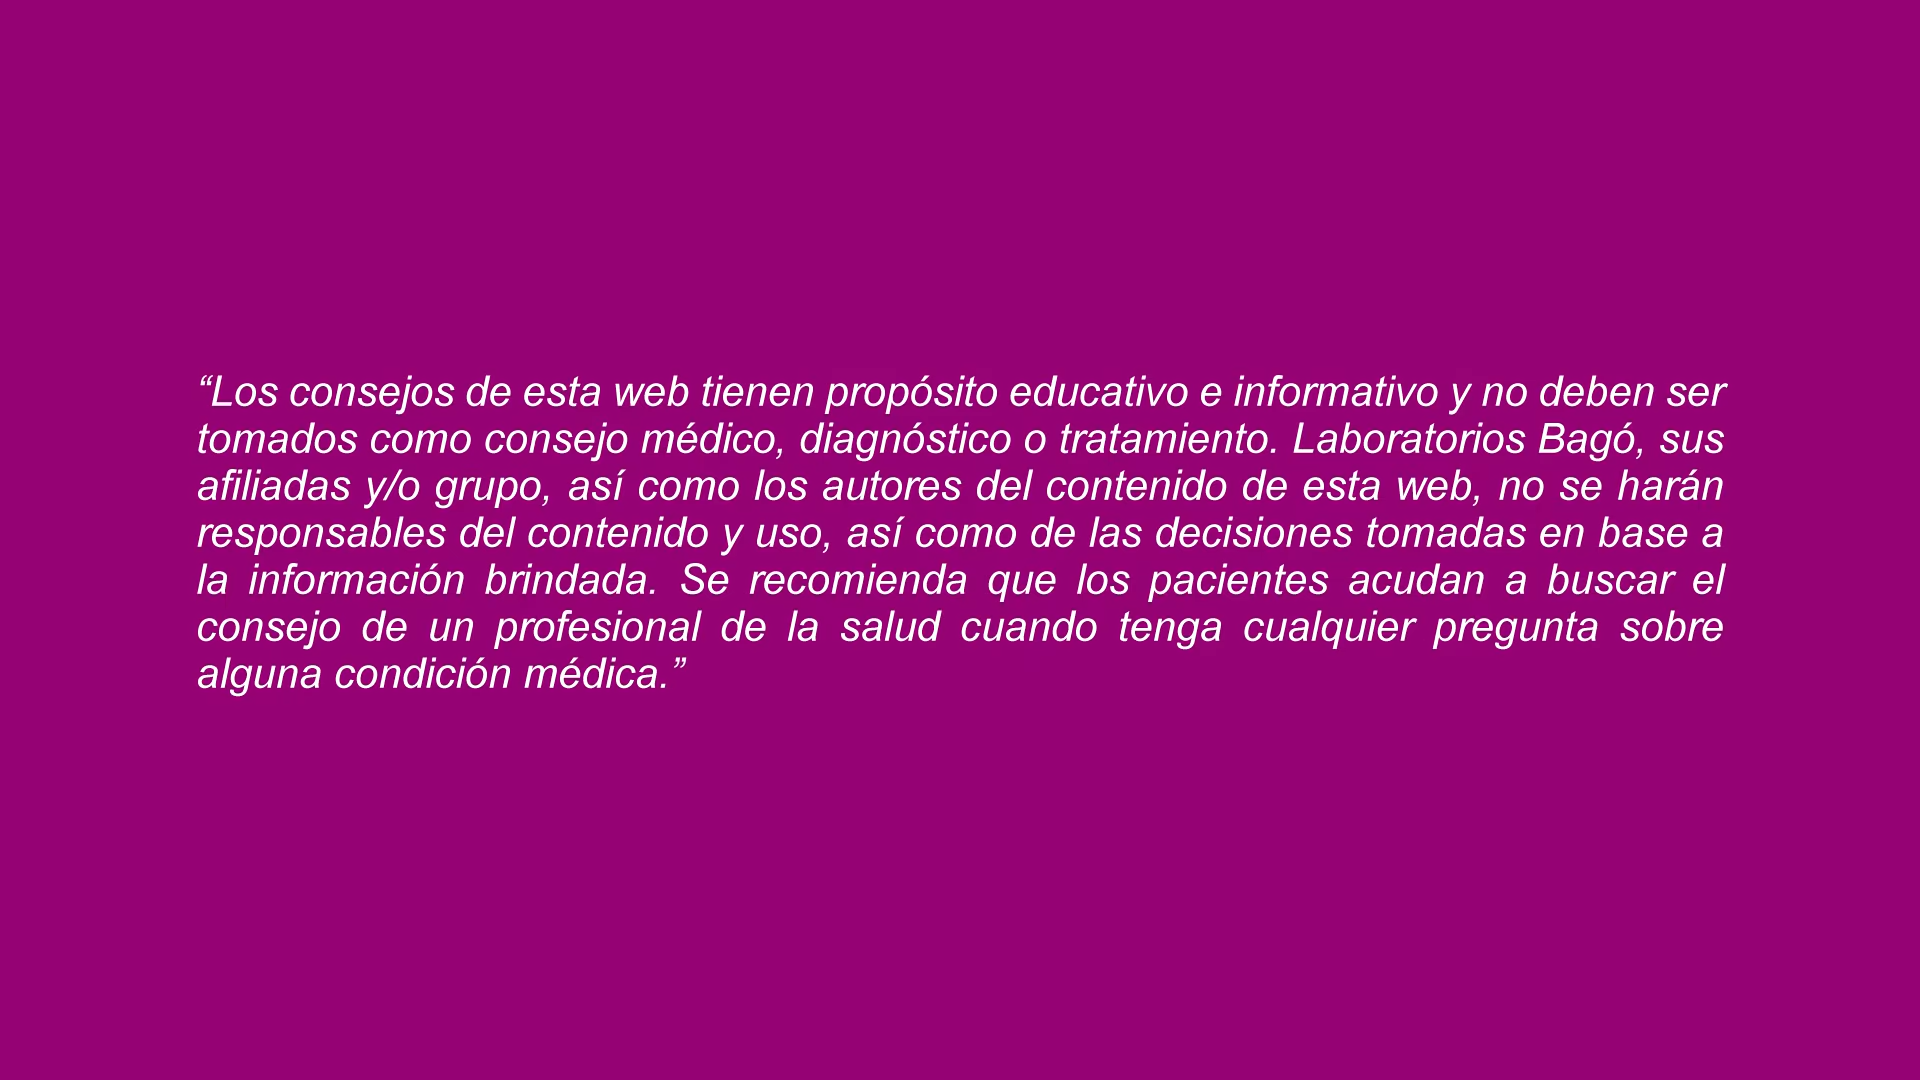 “Los consejos de esta web tienen propósito educativo e informativo y no deben ser
tomados como consejo médico, diagnóstico o tratamiento. Laboratorios Bagó, sus
afiliadas y/o grupo, así como los autores del contenido de esta web, no se harán
responsables del contenido y uso, así como de las decisiones tomadas en base a
la información brindada. Se recomienda que los pacientes acudan a buscar el
consejo de un profesional de la salud cuando tenga cualquier pregunta sobre
alguna condición médica.”